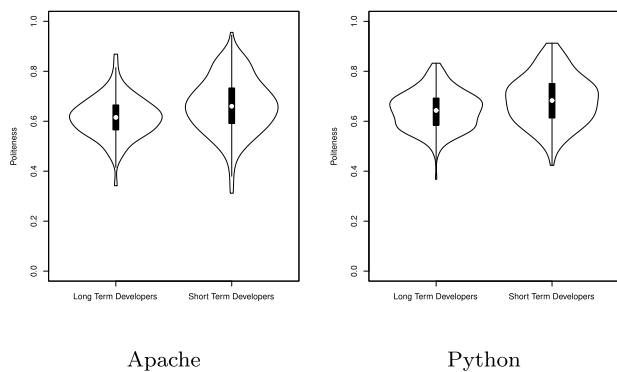 Politeness
1.0
0.8
0.6
0.4
0.2
0.0
Long Term Developers
Short Term Developers
Apache
Politeness
1.0
0.8
0.6
0.4
0.2
0.0
Long Term Developers
Short Term Developers
Python